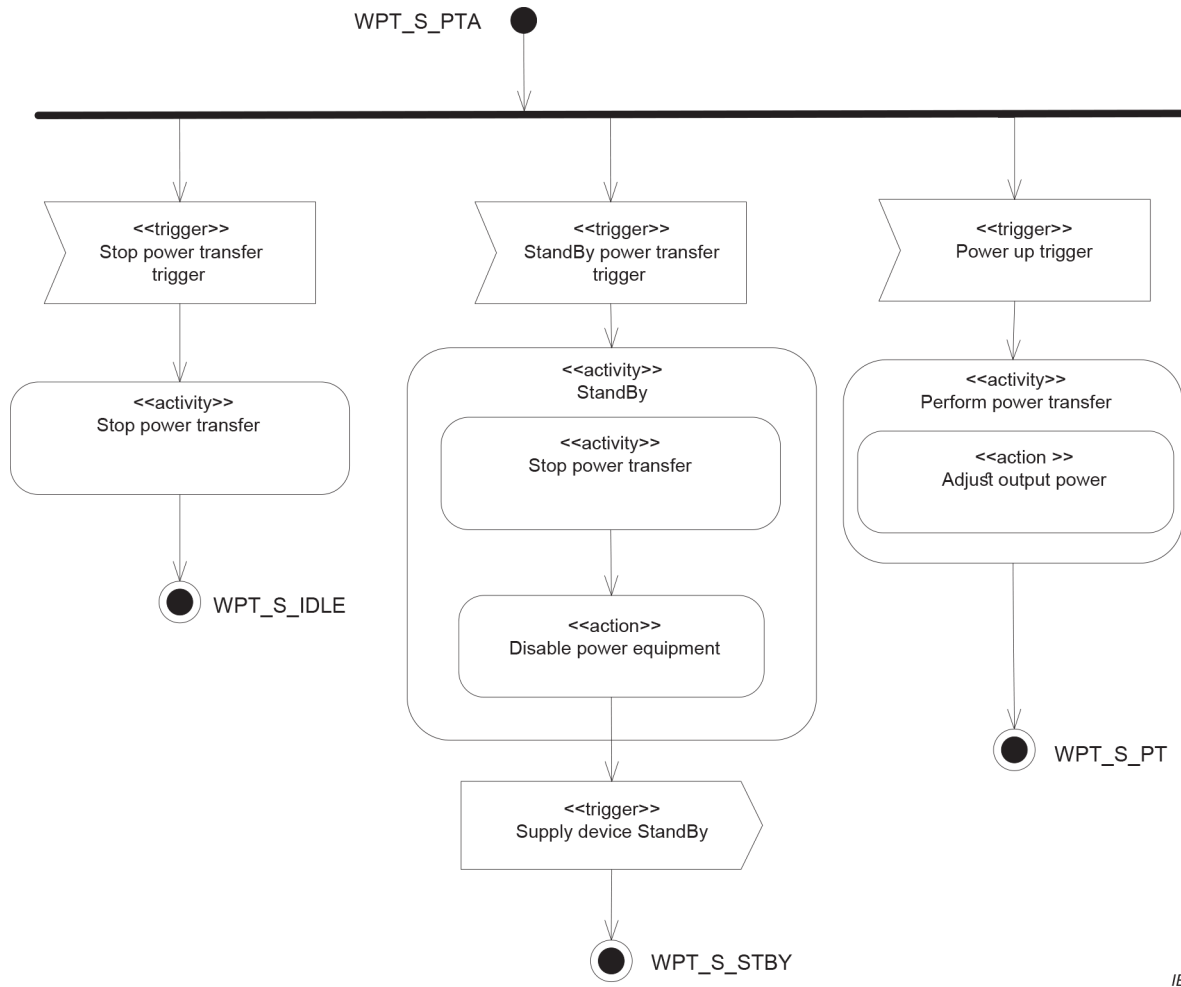 WPT_S_PTA
<<trigger>>
Stop power transfer
trigger
<<trigger>>
StandBy power transfer
trigger
<<trigger>>
Power up trigger
<<activity>>
Stop power transfer
<<activity>>
StandBy
<<activity>>
Stop power transfer
<<activity>>
Perform power transfer
<<action >>
Adjust output power
WPT_S_IDLE
<<action>>
Disable power equipment
WPT_S_PT
<<trigger>>
Supply device StandBy
WPT_S_STBY